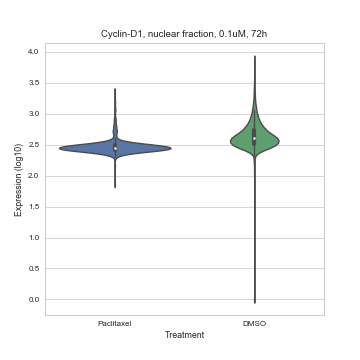 Cyclin-D1, nuclear fraction, 0.1uM, 72h
4.0
3.5
3.0
2.5
2.0
1.5
1.0
0.5
0.0
Expression (log10)
Paclitaxel DMSO
Treatment